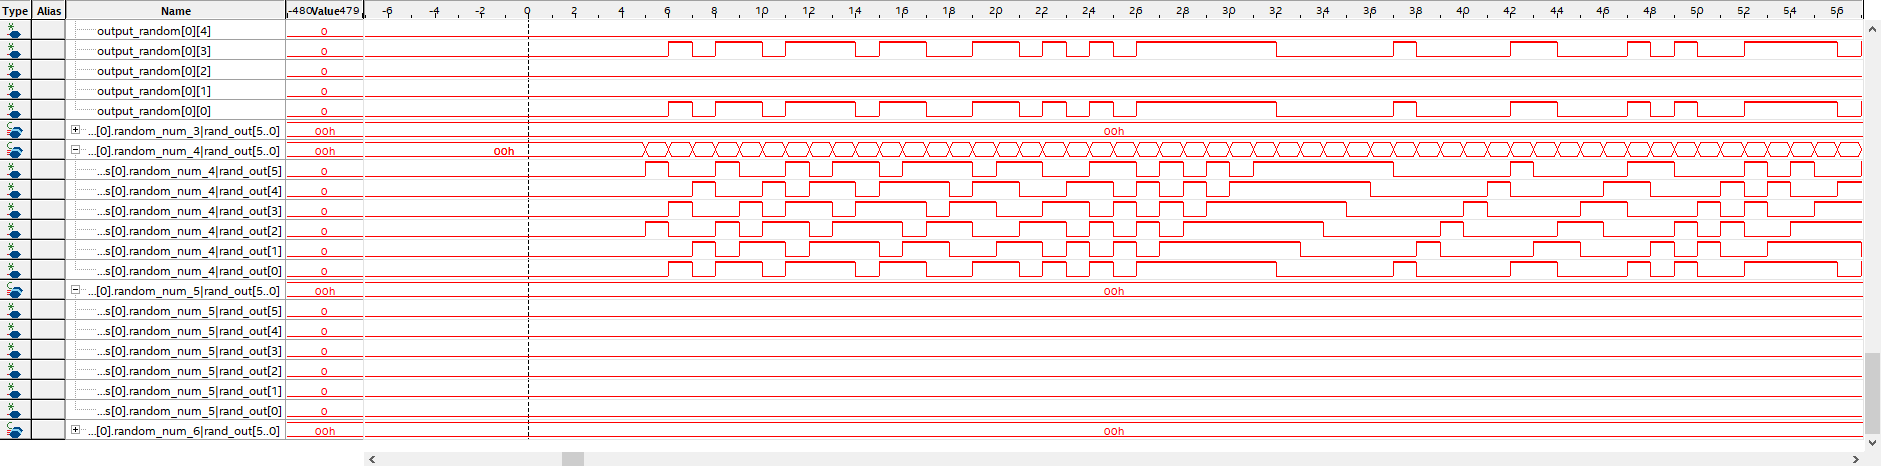 Type Alias Name -480Value479 -6 -4 -2 0 2 4 6 8 10 12 14 16 18 20 22 24 26 28 30 32 34 36 38 40 42 44 46 48 50 52 54 56
output_random[0][4] 0
output_random[0][3] 0
output_random[0][2] 0
output_random[0][1] 0
output_random[0][0] 0
...[0].random_num_3|rand_out[5..0] 00h 00h
...[0].random_num_4|rand_out[5..0] 00h 00h
...s[0].random_num_4|rand_out[5] 0
...s[0].random_num_4|rand_out[4] 0
...s[0].random_num_4|rand_out[3] 0
...s[0].random_num_4|rand_out[2] 0
...s[0].random_num_4|rand_out[1] 0
...s[0].random_num_4|rand_out[0] 0
...[0].random_num_5|rand_out[5..0] 00h 00h
...s[0].random_num_5|rand_out[5] 0
...s[0].random_num_5|rand_out[4] 0
...s[0].random_num_5|rand_out[3] 0
...s[0].random_num_5|rand_out[2] 0
...s[0].random_num_5|rand_out[1] 0
...s[0].random_num_5|rand_out[0] 0
...[0].random_num_6|rand_out[5..0] 00h 00h